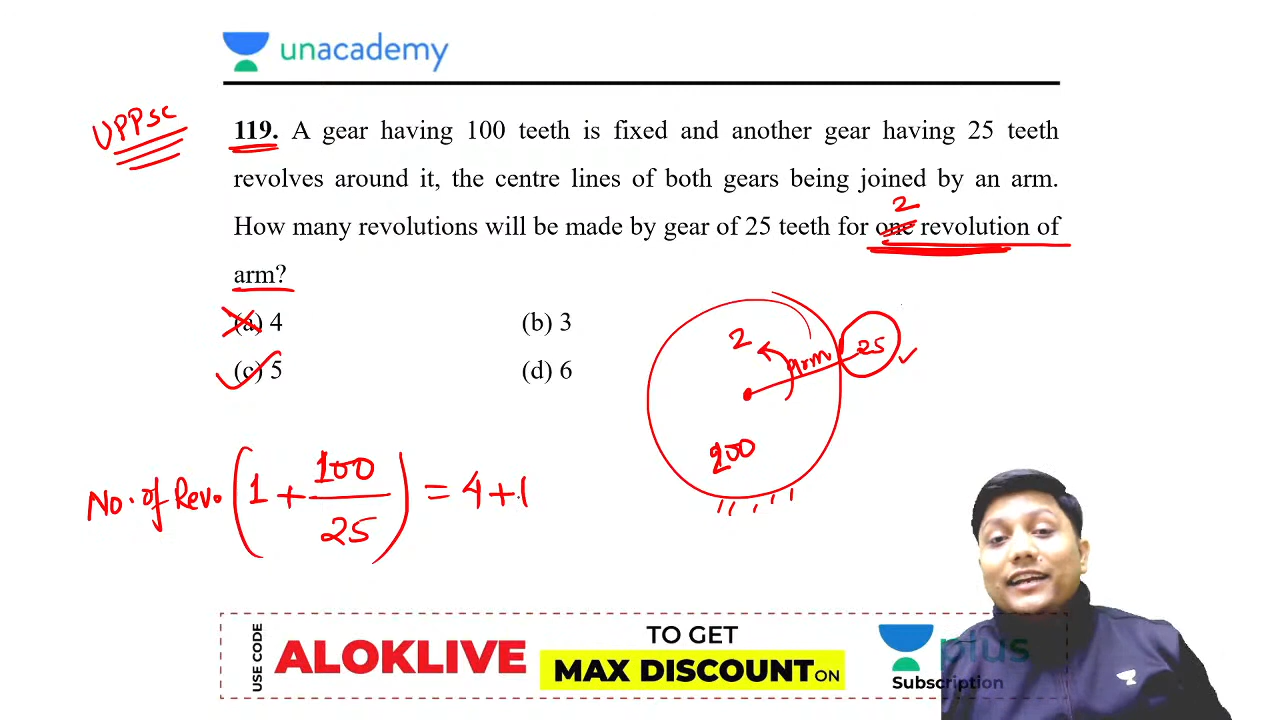 unacademy
UPPSC
119. A gear having 100 teeth is fixed and another gear having 25 teeth
revolves around it, the centre lines of both gears being joined by an arm.
2
How many revolutions will be made by gear of 25 teeth for one revolution of
arm?
(a) 4
(b) 3
(c) 5
(d) 6
2
arm
25
100
No. of Revo. (1 + 100/25) = 4+1
USE CODE
ALOKLIVE
TO GET
MAX DISCOUNT ON
plus
Subscription